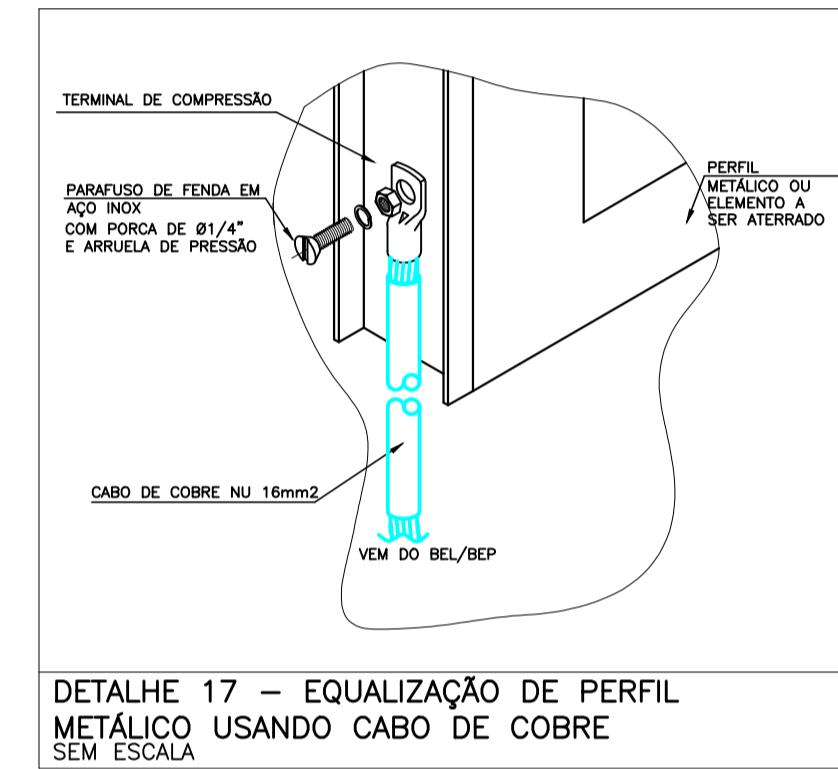 TERMINAL DE COMPRESSÃO
PARAFUSO DE FENDA EM
AÇO INOX
COM PORCA DE Ø1/4"
E ARRUELA DE PRESSÃO
PERFIL
METÁLICO OU
ELEMENTO A
SER ATERRADO
CABO DE COBRE NU 16mm2
VEM DO BEL/BEP
DETALHE 17 – EQUALIZAÇÃO DE PERFIL
METÁLICO USANDO CABO DE COBRE
SEM ESCALA